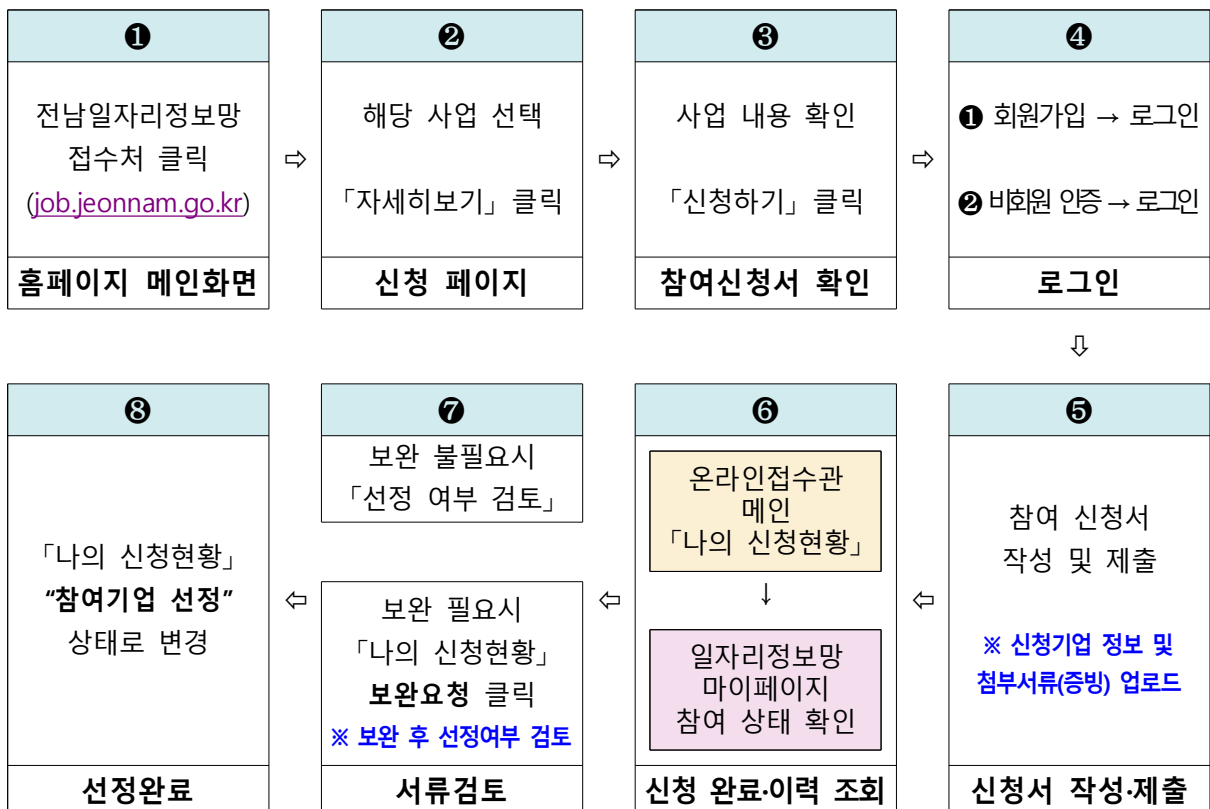 ❶
전남일자리정보망
접수처 클릭
(job.jeonnam.go.kr)
홈페이지 메인화면
⇨
❷
해당 사업 선택
「자세히보기」 클릭
신청 페이지
⇨
❸
사업 내용 확인
「신청하기」 클릭
참여신청서 확인
⇨
❹
❶ 회원가입 → 로그인
❷ 비회원 인증 → 로그인
로그인
⇩
❺
참여 신청서
작성 및 제출
※ 신청기업 정보 및
첨부서류(증빙) 업로드
신청서 작성·제출
⇦
❻
온라인접수관
메인
「나의 신청현황」
↓
일자리정보망
마이페이지
참여 상태 확인
신청 완료·이력 조회
⇦
❼
보완 불필요시
「선정 여부 검토」
보완 필요시
「나의 신청현황」
보완요청 클릭
※ 보완 후 선정여부 검토
서류검토
⇦
❽
「나의 신청현황」
“참여기업 선정”
상태로 변경
선정완료